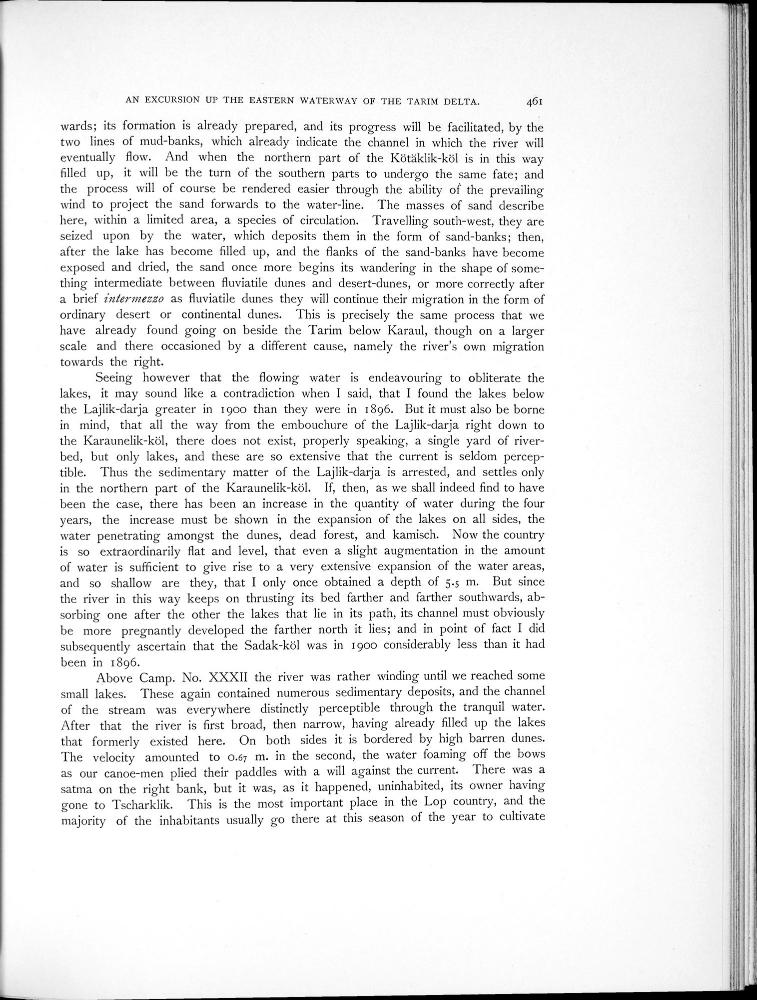 AN EXCURSION UP THE EASTERN WATERWAY OF THE TARIM DELTA. 461
wards; its formation is already prepared, and its progress will be facilitated, by the
two lines of mud-banks, which already indicate the channel in which the river will
eventually flow. And when the northern part of the Kötäklik-köl is in this way
filled up, it will be the turn of the southern parts to undergo the same fate; and
the process will of course be rendered easier through the ability of the prevailing
wind to project the sand forwards to the water-line. The masses of sand describe
here, within a limited area, a species of circulation. Travelling south-west, they are
seized upon by the water, which deposits them in the form of sand-banks; then,
after the lake has become filled up, and the flanks of the sand-banks have become
exposed and dried, the sand once more begins its wandering in the shape of some-
thing intermediate between fluviatile dunes and desert-dunes, or more correctly after
a brief intermezzo as fluviatile dunes they will continue their migration in the form of
ordinary desert or continental dunes. This is precisely the same process that we
have already found going on beside the Tarim below Karaul, though on a larger
scale and there occasioned by a different cause, namely the river's own migration
towards the right.
Seeing however that the flowing water is endeavouring to obliterate the
lakes, it may sound like a contradiction when I said, that I found the lakes below
the Lajlik-darja greater in 1900 than they were in 1896. But it must also be borne
in mind, that all the way from the embouchure of the Lajlik-darja right down to
the Karaunelik-köl, there does not exist, properly speaking, a single yard of river-
bed, but only lakes, and these are so extensive that the current is seldom percep-
tible. Thus the sedimentary matter of the Lajlik-darja is arrested, and settles only
in the northern part of the Karaunelik-köl. If, then, as we shall indeed find to have
been the case, there has been an increase in the quantity of water during the four
years, the increase must be shown in the expansion of the lakes on all sides, the
water penetrating amongst the dunes, dead forest, and kamisch. Now the country
is so extraordinarily flat and level, that even a slight augmentation in the amount
of water is sufficient to give rise to a very extensive expansion of the water areas,
and so shallow are they, that I only once obtained a depth of 5.5 m. But since
the river in this way keeps on thrusting its bed farther and farther southwards, ab-
sorbing one after the other the lakes that lie in its path, its channel must obviously
be more pregnantly developed the farther north it lies; and in point of fact I did
subsequently ascertain that the Sadak-köl was in 1900 considerably less than it had
been in 1896.
Above Camp. No. XXXII the river was rather winding until we reached some
small lakes. These again contained numerous sedimentary deposits, and the channel
of the stream was everywhere distinctly perceptible through the tranquil water.
After that the river is first broad, then narrow, having already filled up the lakes
that formerly existed here. On both sides it is bordered by high barren dunes.
The velocity amounted to 0.67 m. in the second, the water foaming off the bows
as our canoe-men plied their paddles with a will against the current. There was a
satma on the right bank, but it was, as it happened, uninhabited, its owner having
gone to Tscharklik. This is the most important place in the Lop country, and the
majority of the inhabitants usually go there at this season of the year to cultivate